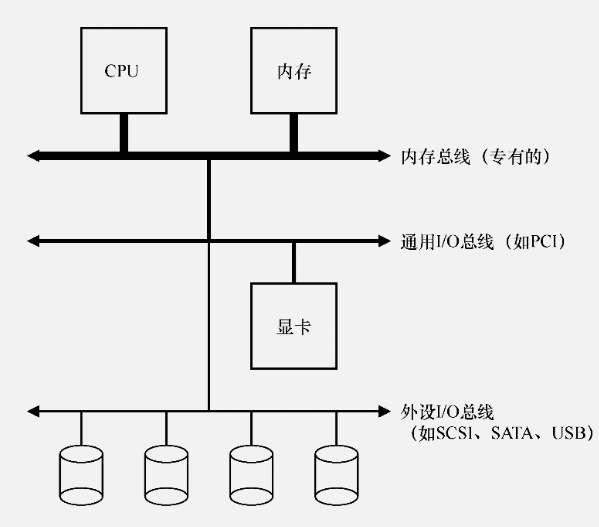 CPU
内存
内存总线（专有的）
通用I/O总线（如PCI）
显卡
外设I/O总线
（如SCSI、SATA、USB）